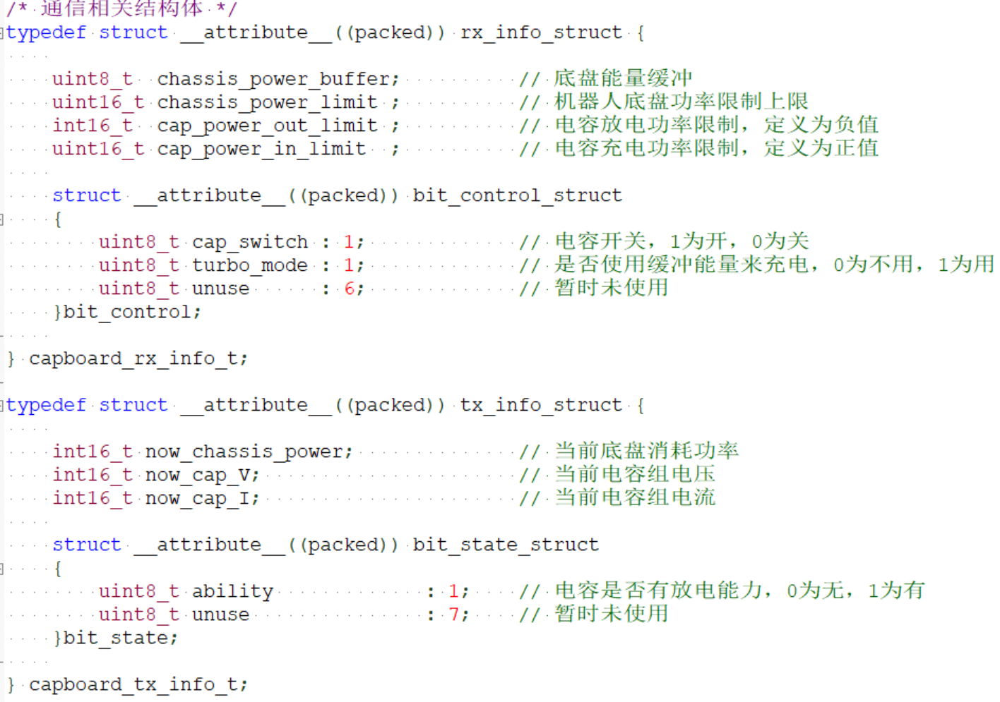 /* 通信相关结构体 */
typedef struct __attribute__((packed)) rx_info_struct {
uint8_t chassis_power_buffer; // 底盘能量缓冲
uint16_t chassis_power_limit ; // 机器人底盘功率限制上限
int16_t cap_power_out_limit ; // 电容放电功率限制，定义为负值
uint16_t cap_power_in_limit ; // 电容充电功率限制，定义为正值
struct __attribute__((packed)) bit_control_struct
{
uint8_t cap_switch : 1; // 电容开关，1为开，0为关
uint8_t turbo_mode : 1; // 是否使用缓冲能量来充电，0为不用，1为用
uint8_t unuse : 6; // 暂时未使用
}bit_control;
} capboard_rx_info_t;
typedef struct __attribute__((packed)) tx_info_struct {
int16_t now_chassis_power; // 当前底盘消耗功率
int16_t now_cap_V; // 当前电容组电压
int16_t now_cap_I; // 当前电容组电流
struct __attribute__((packed)) bit_state_struct
{
uint8_t ability : 1; // 电容是否有放电能力，0为无，1为有
uint8_t unuse : 7; // 暂时未使用
}bit_state;
} capboard_tx_info_t;